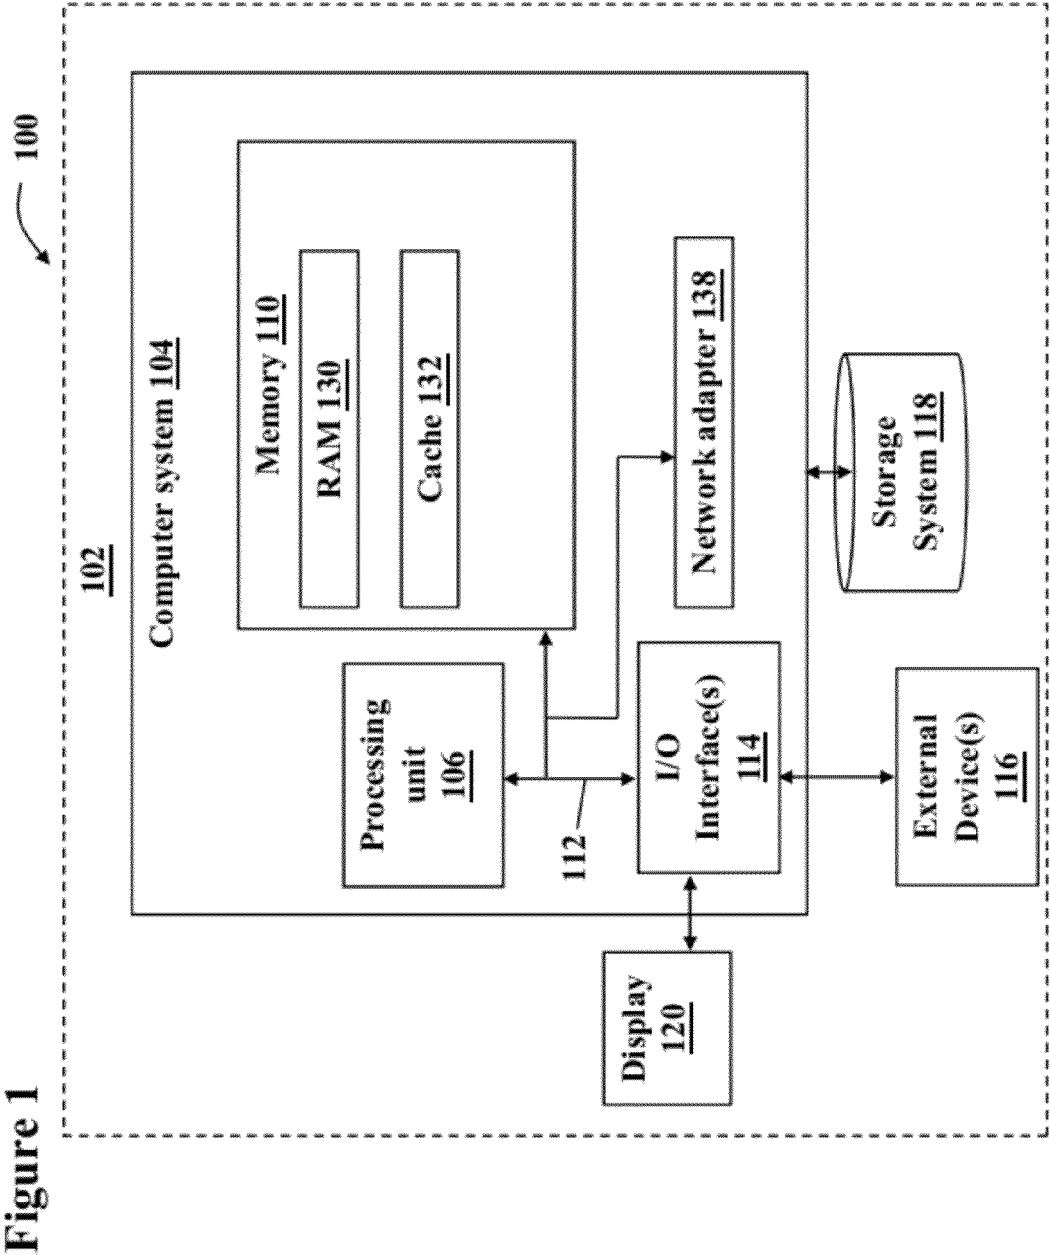 Figure 1
100
102
Computer system 104
Memory 110
RAM 130
Cache 132
Processing
unit
106
112
I/O
Interface(s)
114
Network adapter 138
Display
120
Storage
System 118
External
Device(s)
116